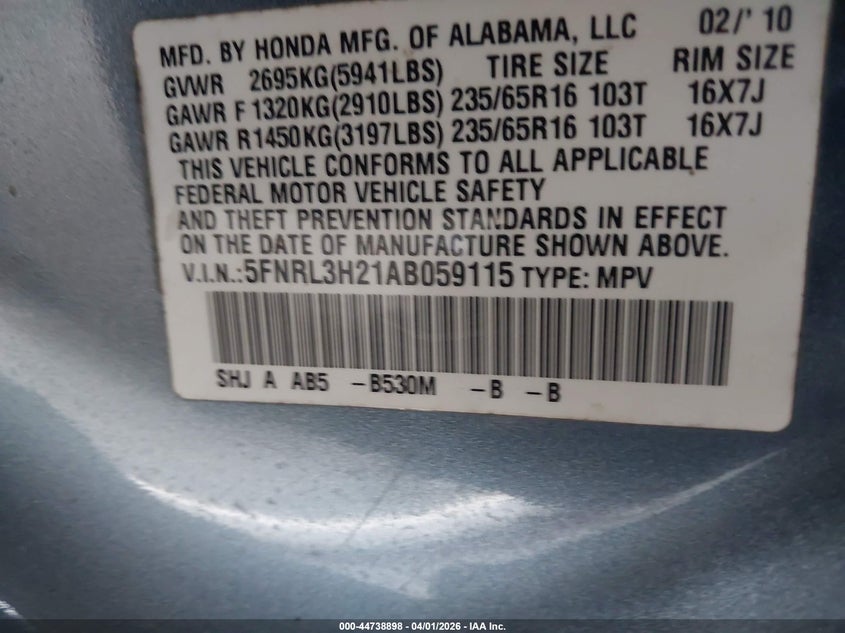 MFD. BY HONDA MFG. OF ALABAMA, LLC 02/'10
GVWR 2695KG(5941LBS) TIRE SIZE RIM SIZE
GAWR F 1320KG(2910LBS) 235/65R16 103T 16X7J
GAWR R1450KG(3197LBS) 235/65R16 103T 16X7J
THIS VEHICLE CONFORMS TO ALL APPLICABLE
FEDERAL MOTOR VEHICLE SAFETY
AND THEFT PREVENTION STANDARDS IN EFFECT
ON THE DATE OF MANUFACTURE SHOWN ABOVE.
V.I.N.:5FNRL3H21AB059115 TYPE: MPV
SHJ A AB5 -B530M -B -B
000-44738898 - 04/01/2026 - IAA Inc.